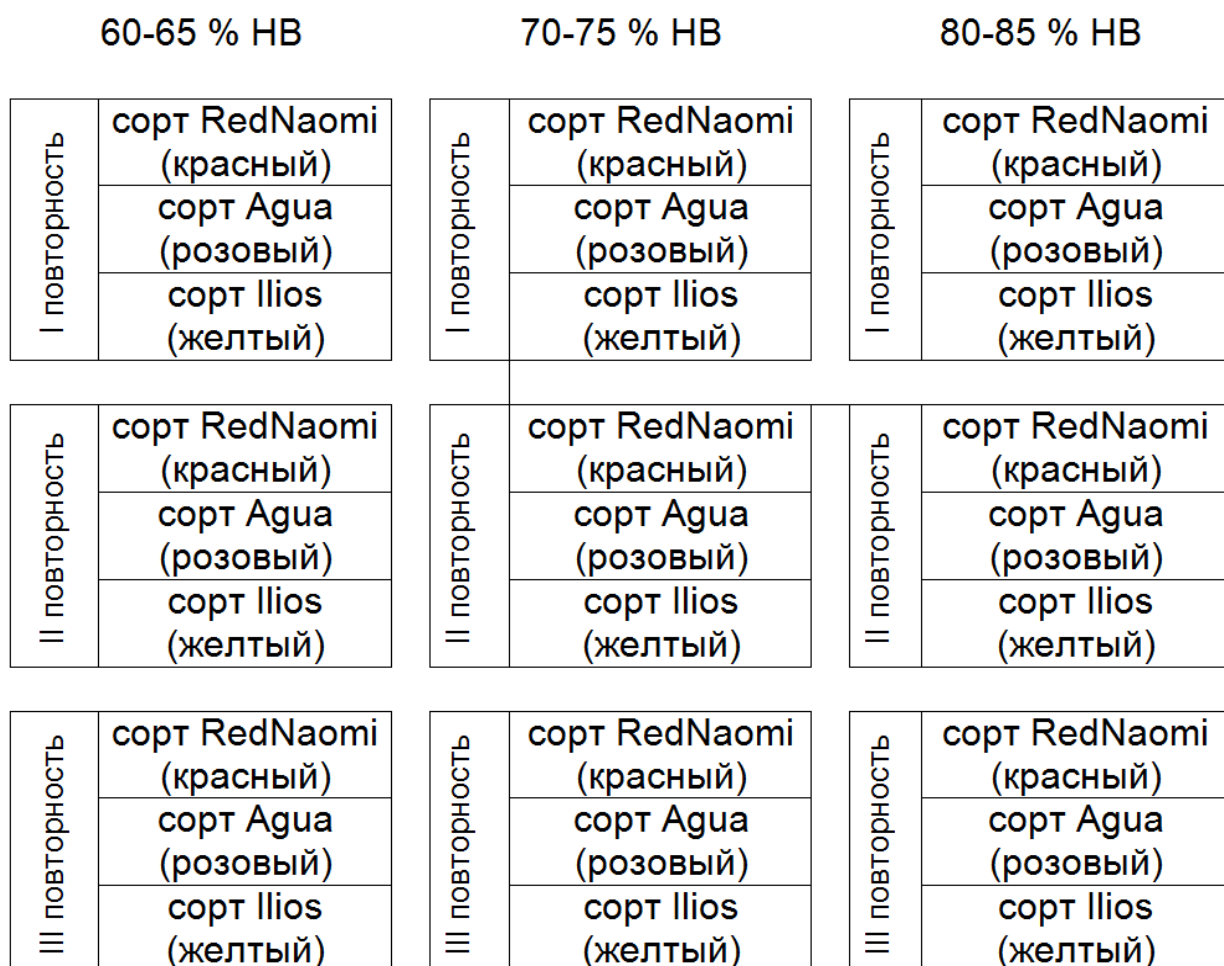 60-65 % НВ
70-75 % НВ
80-85 % НВ
I повторность
сорт RedNaomi
(красный)
сорт Agua
(розовый)
сорт Ilios
(желтый)
I повторность
сорт RedNaomi
(красный)
сорт Agua
(розовый)
сорт Ilios
(желтый)
I повторность
сорт RedNaomi
(красный)
сорт Agua
(розовый)
сорт Ilios
(желтый)
II повторность
сорт RedNaomi
(красный)
сорт Agua
(розовый)
сорт Ilios
(желтый)
II повторность
сорт RedNaomi
(красный)
сорт Agua
(розовый)
сорт Ilios
(желтый)
II повторность
сорт RedNaomi
(красный)
сорт Agua
(розовый)
сорт Ilios
(желтый)
III повторность
сорт RedNaomi
(красный)
сорт Agua
(розовый)
сорт Ilios
(желтый)
III повторность
сорт RedNaomi
(красный)
сорт Agua
(розовый)
сорт Ilios
(желтый)
III повторность
сорт RedNaomi
(красный)
сорт Agua
(розовый)
сорт Ilios
(желтый)